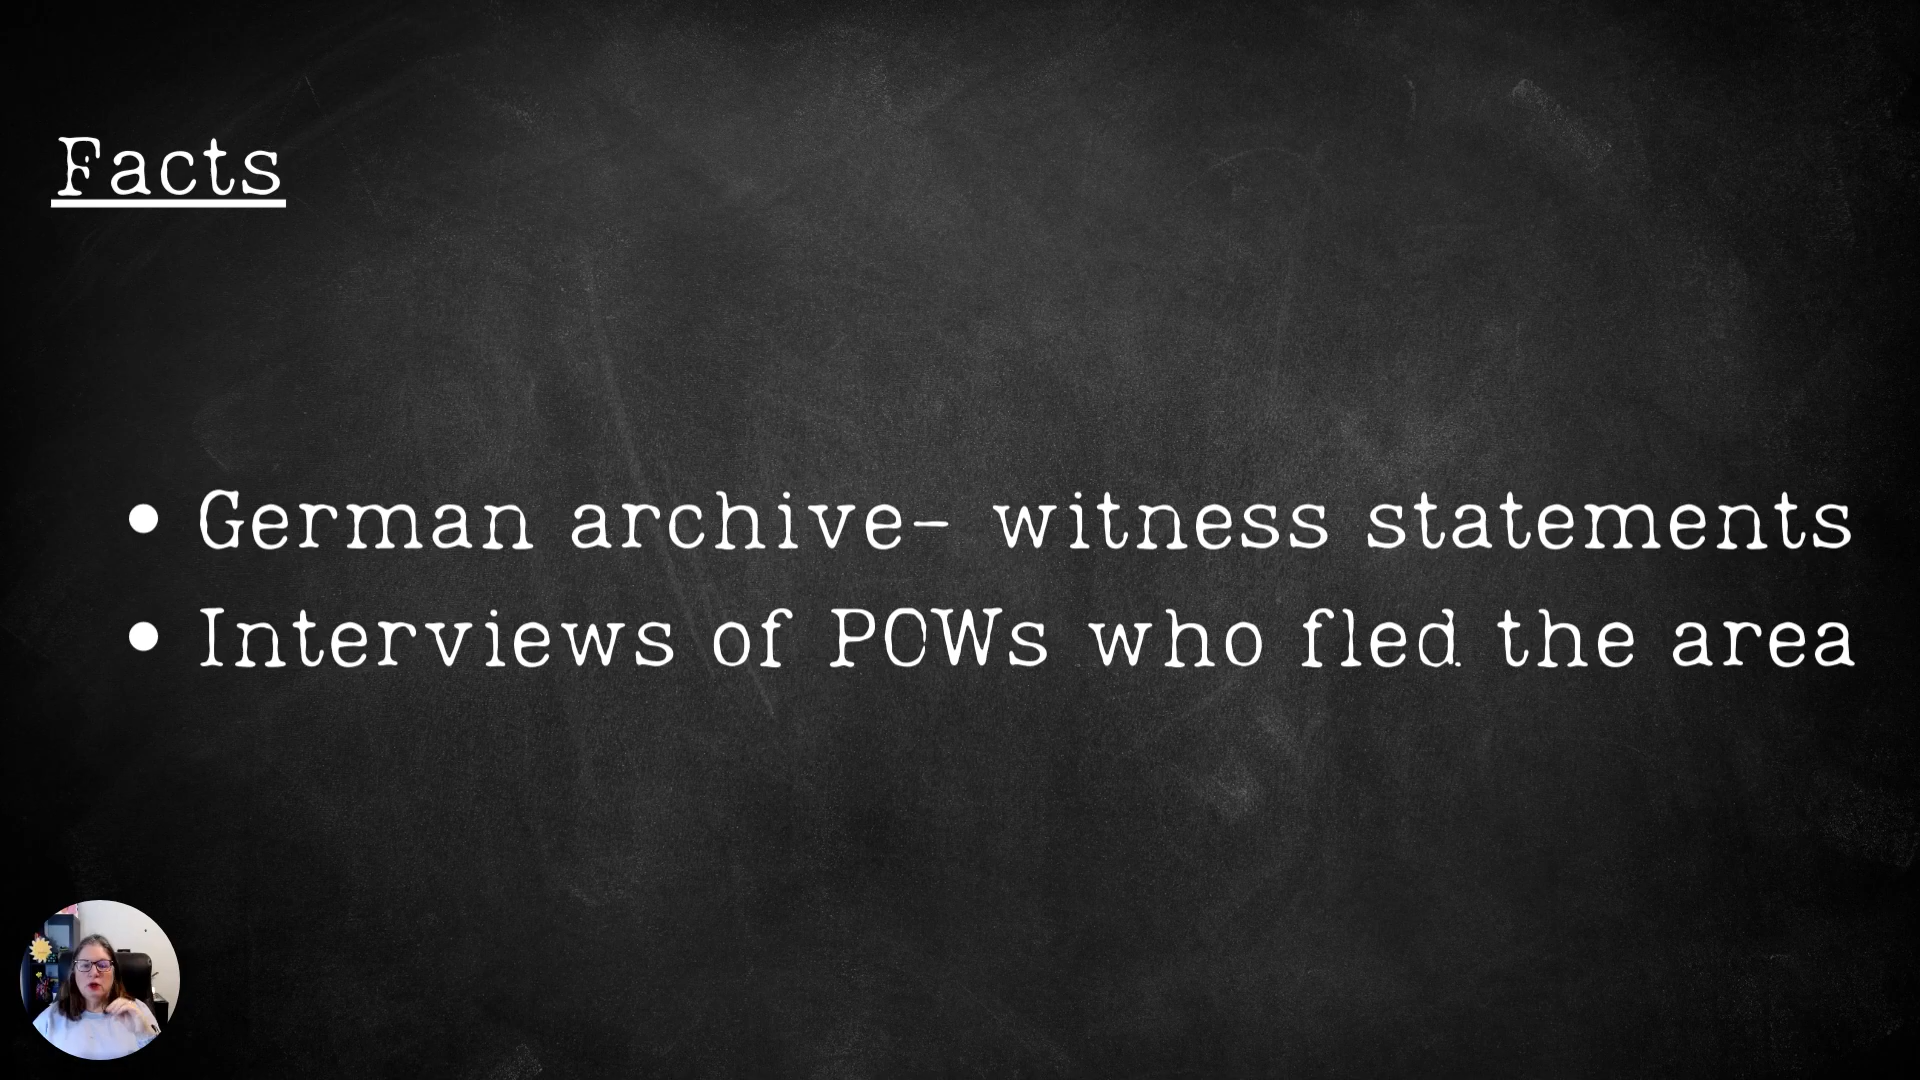 Facts
• German archive- witness statements
• Interviews of POWs who fled the area